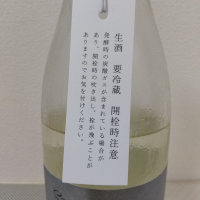 生酒 要冷蔵 開栓時注意
発酵時の炭酸ガスが含まれている場合が
あり、開栓時の吹き出し、栓が飛ぶことが
ありますのでお気を付けください。